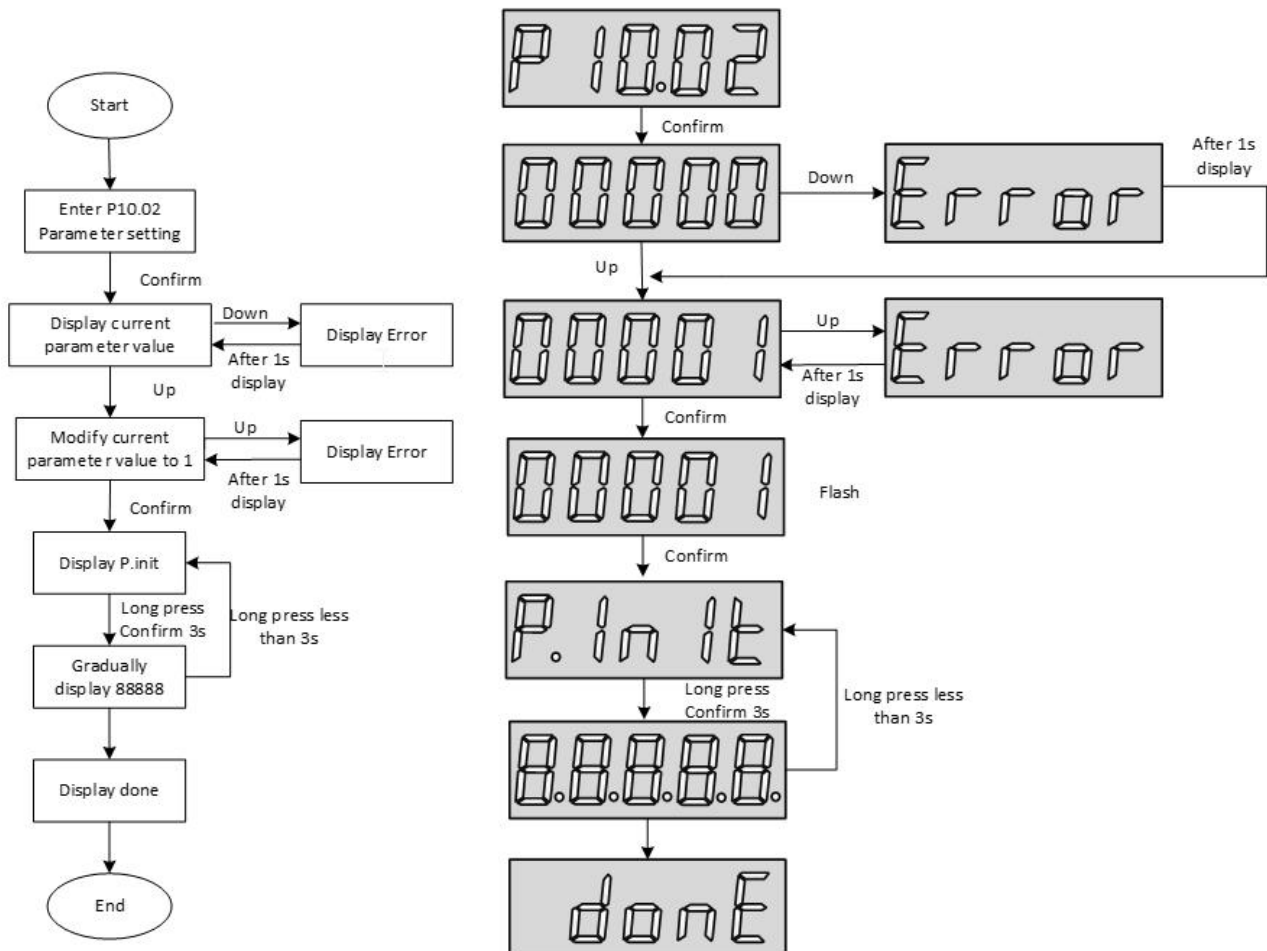 Start
Enter P10.02
Parameter setting
Confirm
Display current
parameter value
Down
After 1s
display
Display Error
Up
Modify current
parameter value to 1
Up
After 1s
display
Display Error
Confirm
Display P.init
Long press
Confirm 3s
Long press less
than 3s
Gradually
display 88888
Display done
End
P10.02
Confirm
00000
Down
Error
After 1s
display
Up
00001
Up
After 1s
display
Error
Confirm
00001
Flash
Confirm
P.In1t
Long press
Confirm 3s
Long press less
than 3s
8.8.8.8.8.
donE